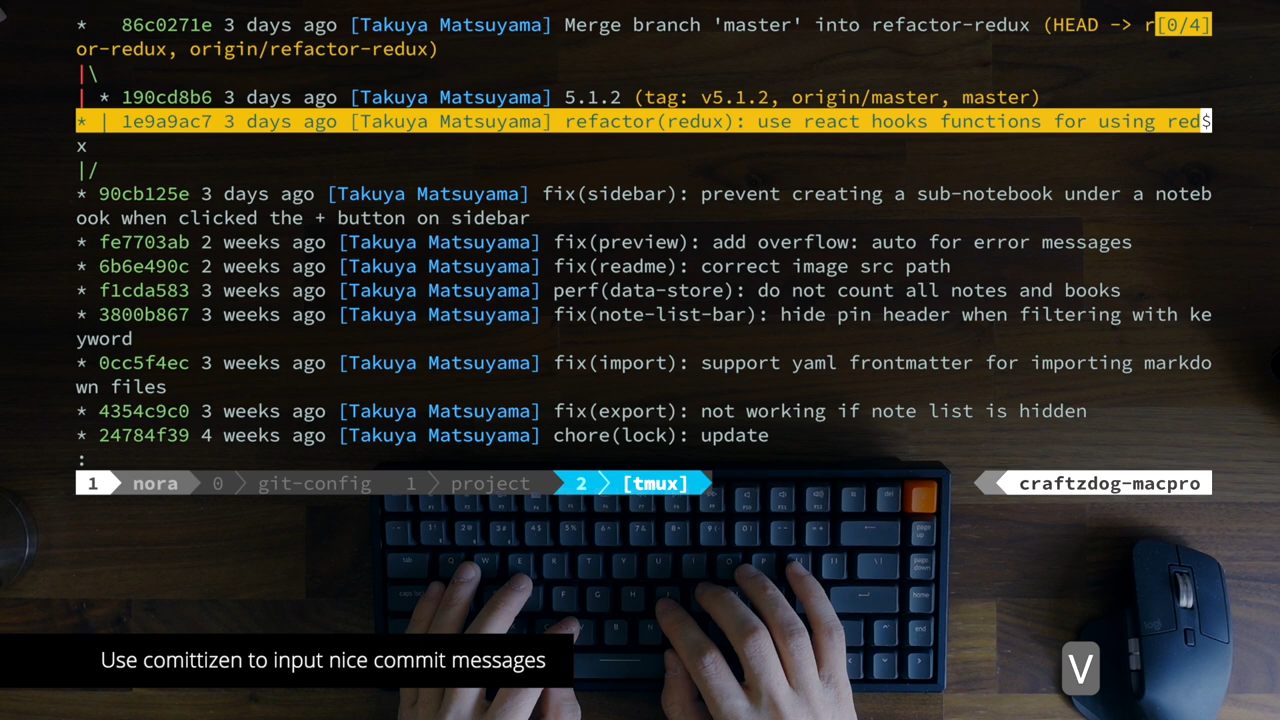 * 86c0271e 3 days ago [Takuya Matsuyama] Merge branch 'master' into refactor-redux (HEAD -> r[0/4]
or-redux, origin/refactor-redux)
|\
| * 190cd8b6 3 days ago [Takuya Matsuyama] 5.1.2 (tag: v5.1.2, origin/master, master)
* | 1e9a9ac7 3 days ago [Takuya Matsuyama] refactor(redux): use react hooks functions for using red$
x
|/
* 90cb125e 3 days ago [Takuya Matsuyama] fix(sidebar): prevent creating a sub-notebook under a noteb
ook when clicked the + button on sidebar
* fe7703ab 2 weeks ago [Takuya Matsuyama] fix(preview): add overflow: auto for error messages
* 6b6e490c 2 weeks ago [Takuya Matsuyama] fix(readme): correct image src path
* f1cda583 3 weeks ago [Takuya Matsuyama] perf(data-store): do not count all notes and books
* 3800b867 3 weeks ago [Takuya Matsuyama] fix(note-list-bar): hide pin header when filtering with ke
yword
* 0cc5f4ec 3 weeks ago [Takuya Matsuyama] fix(import): support yaml frontmatter for importing markdo
wn files
* 4354c9c0 3 weeks ago [Takuya Matsuyama] fix(export): not working if note list is hidden
* 24784f39 4 weeks ago [Takuya Matsuyama] chore(lock): update
:
1 nora 0 git-config 1 project 2 [tmux] craftzdog-macpro
Use comittizen to input nice commit messages
V
logi